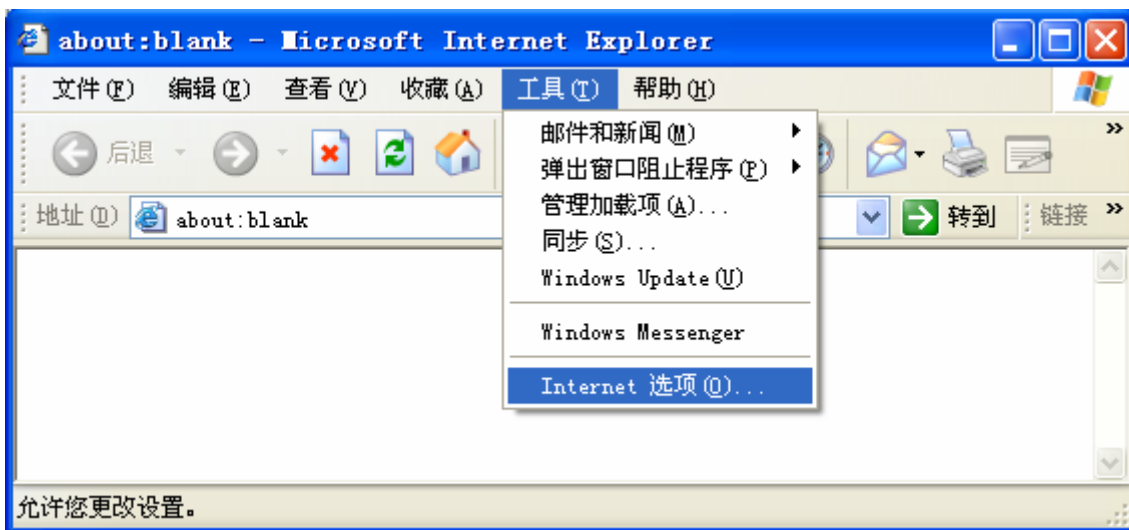 about:blank - Microsoft Internet Explorer
文件(F) 编辑(E) 查看(V) 收藏(A) 工具(T) 帮助(H)
后退
地址(D) about:blank 转到 链接
邮件和新闻(M)
弹出窗口阻止程序(P)
管理加载项(A)...
同步(S)...
Windows Update(U)
Windows Messenger
Internet 选项(O)...
允许您更改设置。